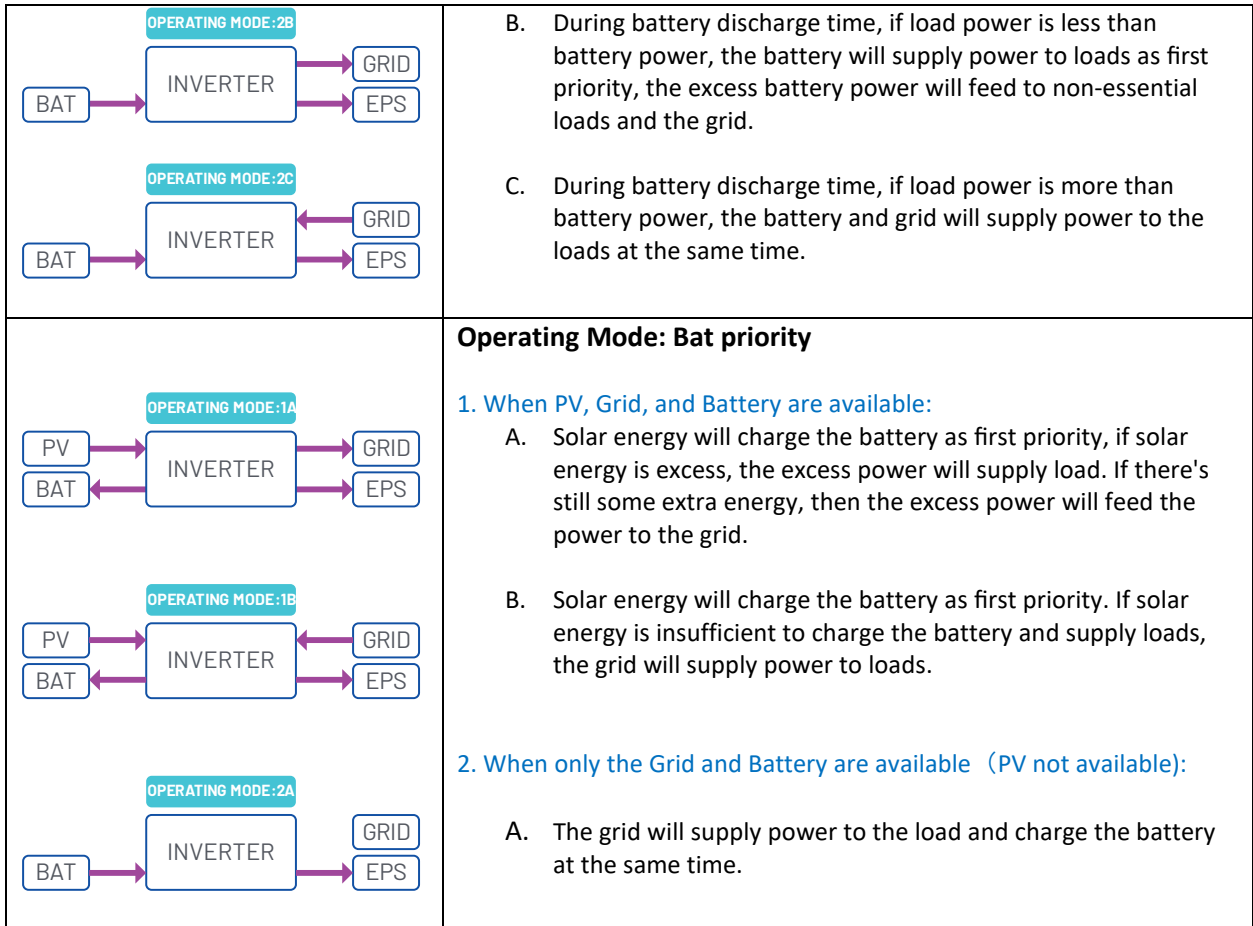 OPERATING MODE:2B
INVERTER
GRID
BAT
EPS
B. During battery discharge time, if load power is less than
battery power, the battery will supply power to loads as first
priority, the excess battery power will feed to non-essential
loads and the grid.
OPERATING MODE:2C
INVERTER
GRID
BAT
EPS
C. During battery discharge time, if load power is more than
battery power, the battery and grid will supply power to the
loads at the same time.
Operating Mode: Bat priority
1. When PV, Grid, and Battery are available:
OPERATING MODE:1A
PV
INVERTER
GRID
BAT
EPS
A. Solar energy will charge the battery as first priority, if solar
energy is excess, the excess power will supply load. If there's
still some extra energy, then the excess power will feed the
power to the grid.
OPERATING MODE:1B
PV
INVERTER
GRID
BAT
EPS
B. Solar energy will charge the battery as first priority. If solar
energy is insufficient to charge the battery and supply loads,
the grid will supply power to loads.
2. When only the Grid and Battery are available（PV not available):
OPERATING MODE:2A
INVERTER
GRID
BAT
EPS
A. The grid will supply power to the load and charge the battery
at the same time.